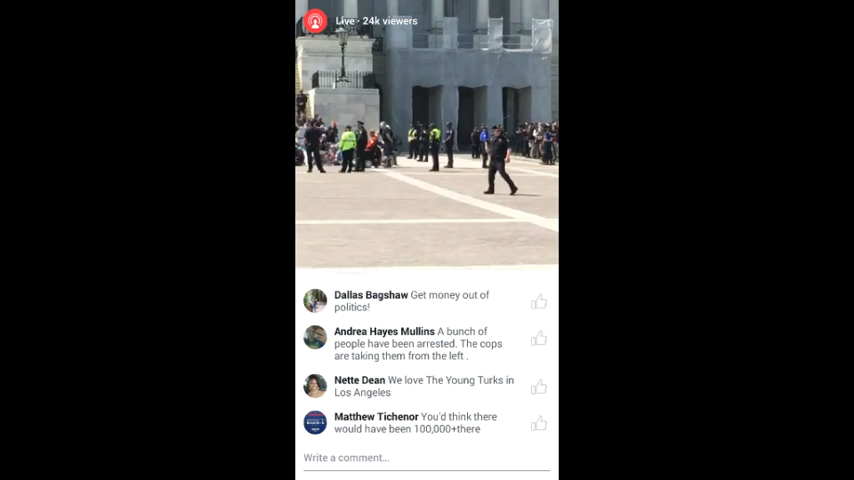 Live · 24k viewers
Dallas Bagshaw Get money out of
politics!
Andrea Hayes Mullins A bunch of
people have been arrested. The cops
are taking them from the left .
Nette Dean We love The Young Turks in
Los Angeles
Matthew Tichenor You'd think there
would have been 100,000+there
Write a comment...